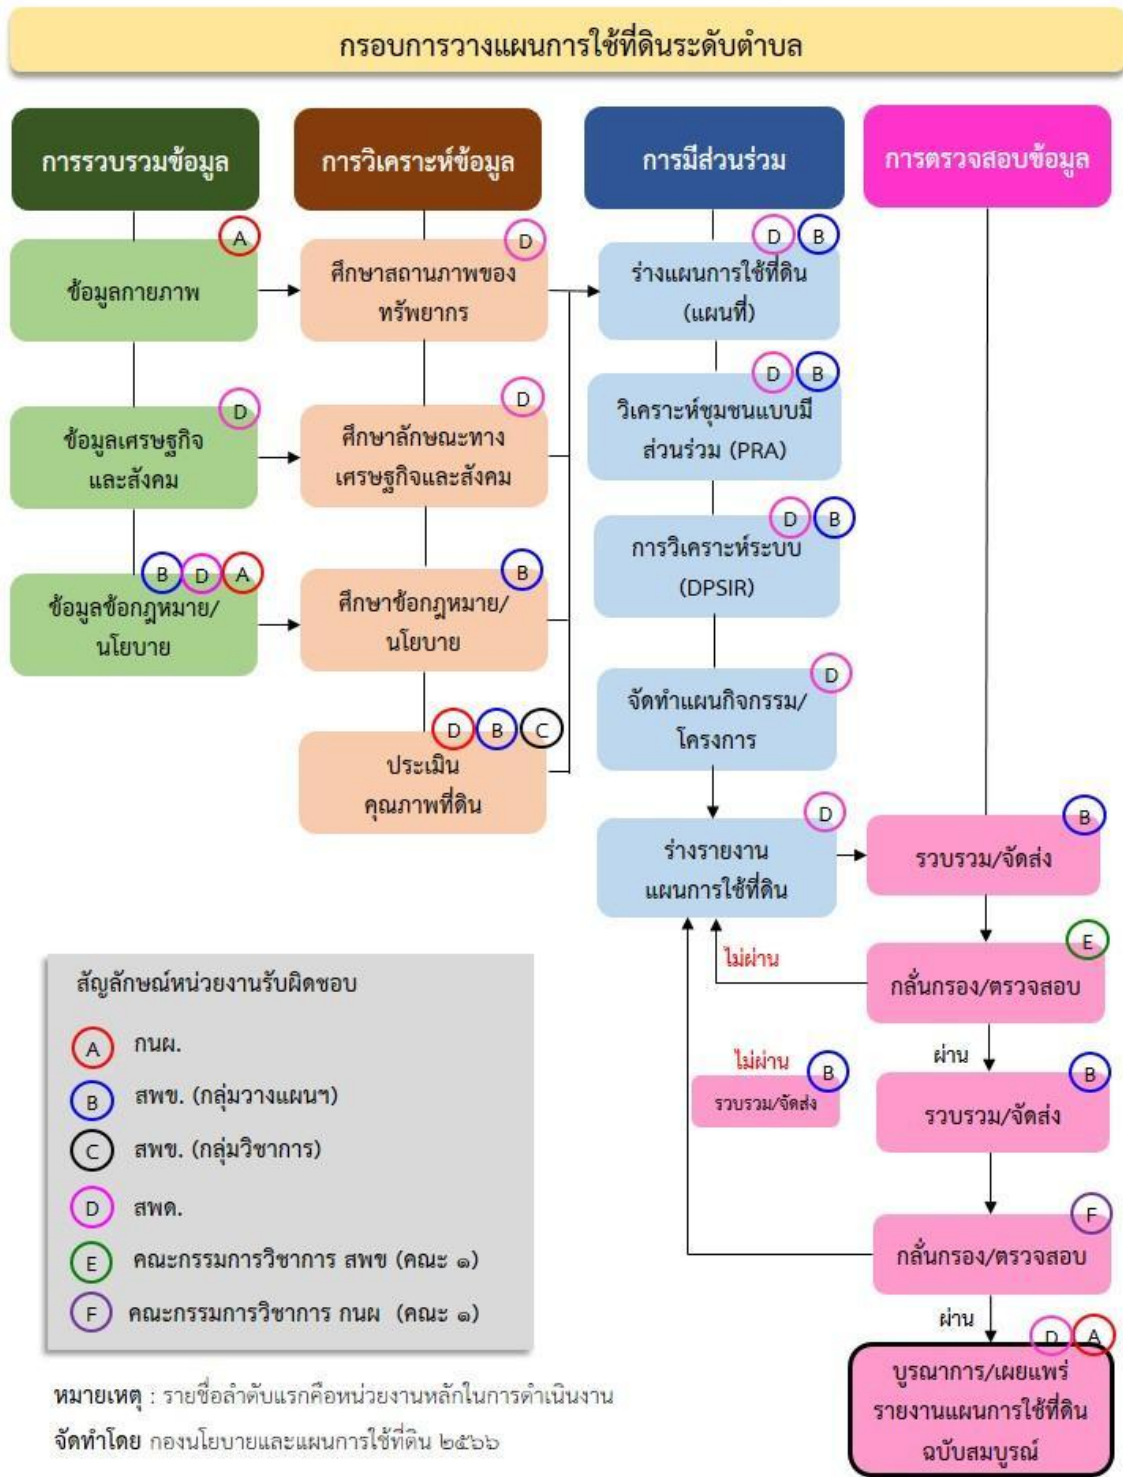 กรอบการวางแผนการใช้ที่ดินระดับตำบล
การรวบรวมข้อมูล
การวิเคราะห์ข้อมูล
การมีส่วนร่วม
การตรวจสอบข้อมูล
A
ข้อมูลกายภาพ
D
ข้อมูลเศรษฐกิจ
และสังคม
B D A
ข้อมูลข้อกฎหมาย/
นโยบาย
D
ศึกษาสถานภาพของ
ทรัพยากร
D
ศึกษาลักษณะทาง
เศรษฐกิจและสังคม
B
ศึกษาข้อกฎหมาย/
นโยบาย
D B C
ประเมิน
คุณภาพที่ดิน
D B
ร่างแผนการใช้ที่ดิน
(แผนที่)
D B
วิเคราะห์ชุมชนแบบมี
ส่วนร่วม (PRA)
D B
การวิเคราะห์ระบบ
(DPSIR)
D
จัดทำแผนกิจกรรม/
โครงการ
D
ร่างรายงาน
แผนการใช้ที่ดิน
B
รวบรวม/จัดส่ง
E
กลั่นกรอง/ตรวจสอบ
ไม่ผ่าน
ผ่าน
B
รวบรวม/จัดส่ง
ไม่ผ่าน
B
รวบรวม/จัดส่ง
F
กลั่นกรอง/ตรวจสอบ
ผ่าน
D A
บูรณาการ/เผยแพร่
รายงานแผนการใช้ที่ดิน
ฉบับสมบูรณ์
สัญลักษณ์หน่วยงานรับผิดชอบ
A กนผ.
B สพข. (กลุ่มวางแผนฯ)
C สพข. (กลุ่มวิชาการ)
D สพด.
E คณะกรรมการวิชาการ สพข (คณะ ๑)
F คณะกรรมการวิชาการ กนผ (คณะ ๑)
หมายเหตุ : รายชื่อลำดับแรกคือหน่วยงานหลักในการดำเนินงาน
จัดทำโดย กองนโยบายและแผนการใช้ที่ดิน ๒๕๖๖